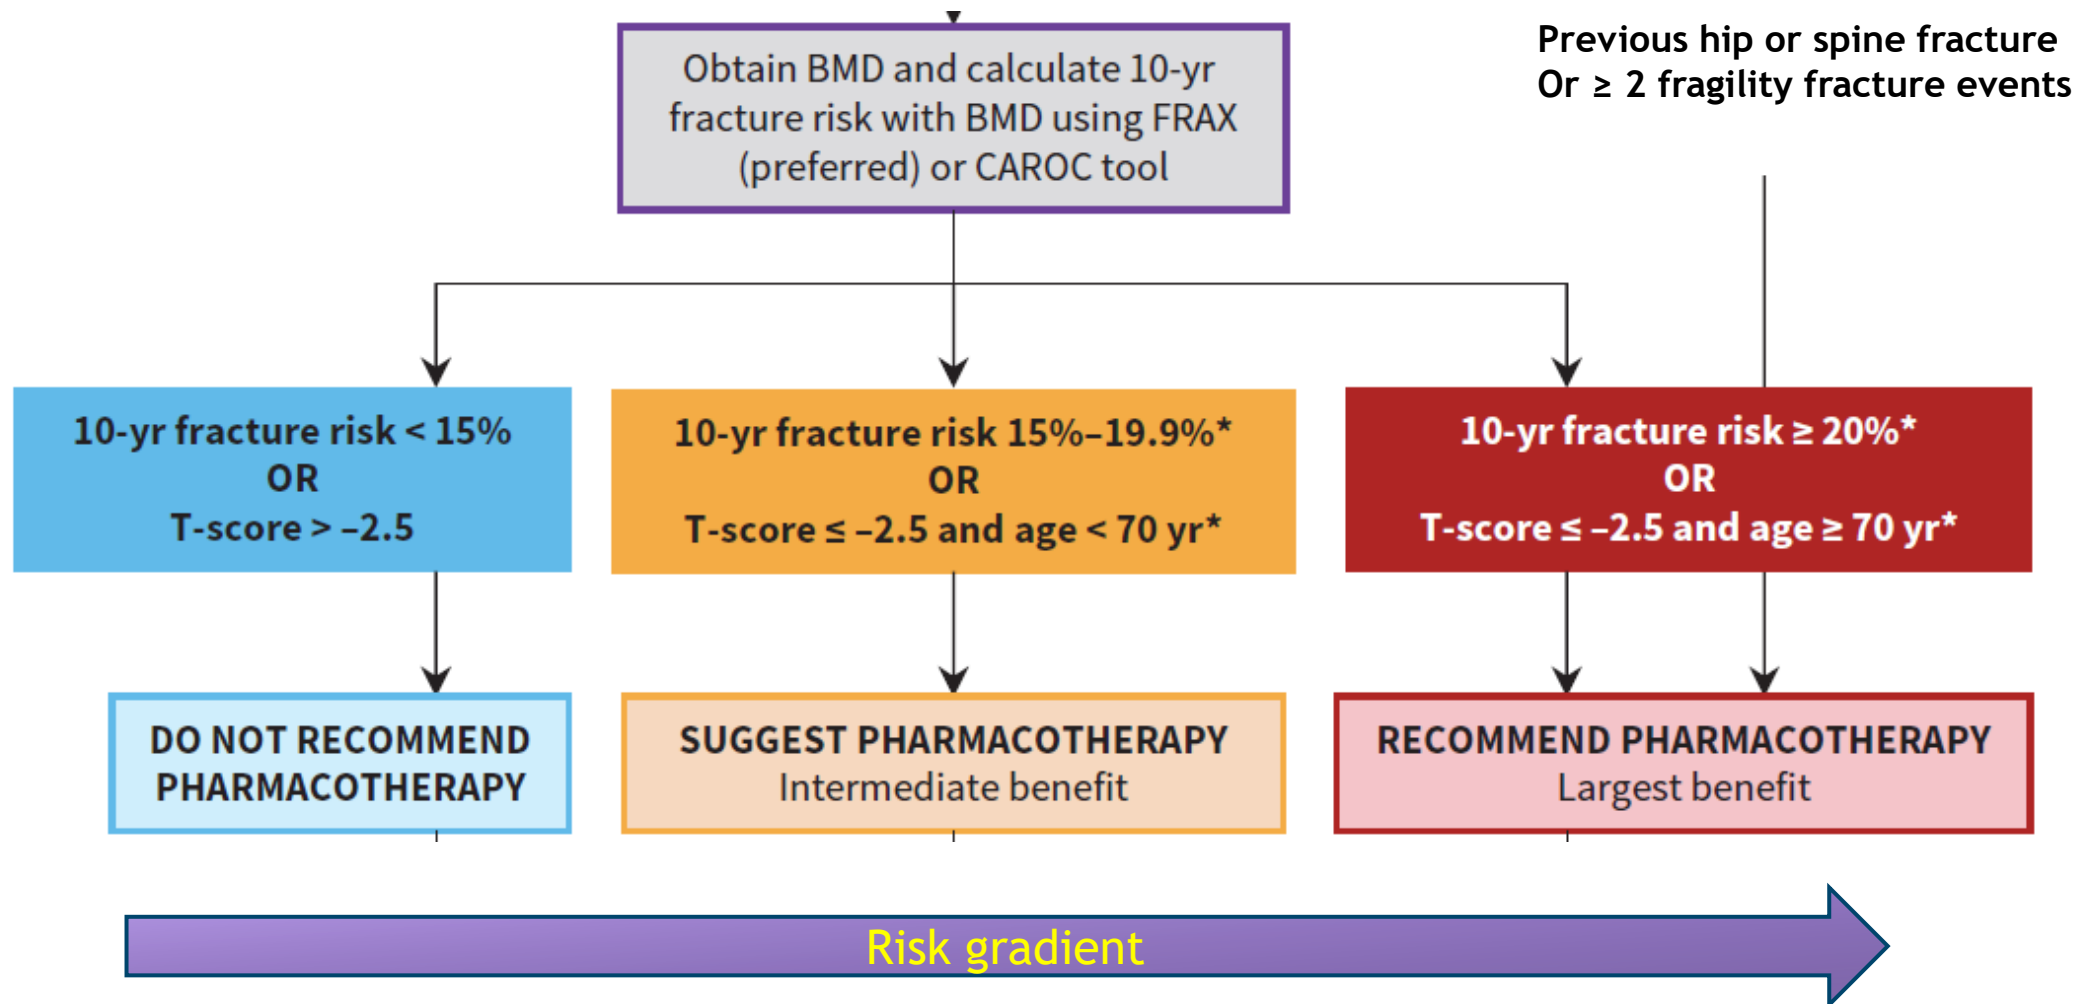 Obtain BMD and calculate 10-yr
fracture risk with BMD using FRAX
(preferred) or CAROC tool
Previous hip or spine fracture
Or ≥ 2 fragility fracture events
10-yr fracture risk < 15%
OR
T-score > –2.5
10-yr fracture risk 15%–19.9%*
OR
T-score ≤ –2.5 and age < 70 yr*
10-yr fracture risk ≥ 20%*
OR
T-score ≤ –2.5 and age ≥ 70 yr*
DO NOT RECOMMEND
PHARMACOTHERAPY
SUGGEST PHARMACOTHERAPY
Intermediate benefit
RECOMMEND PHARMACOTHERAPY
Largest benefit
Risk gradient